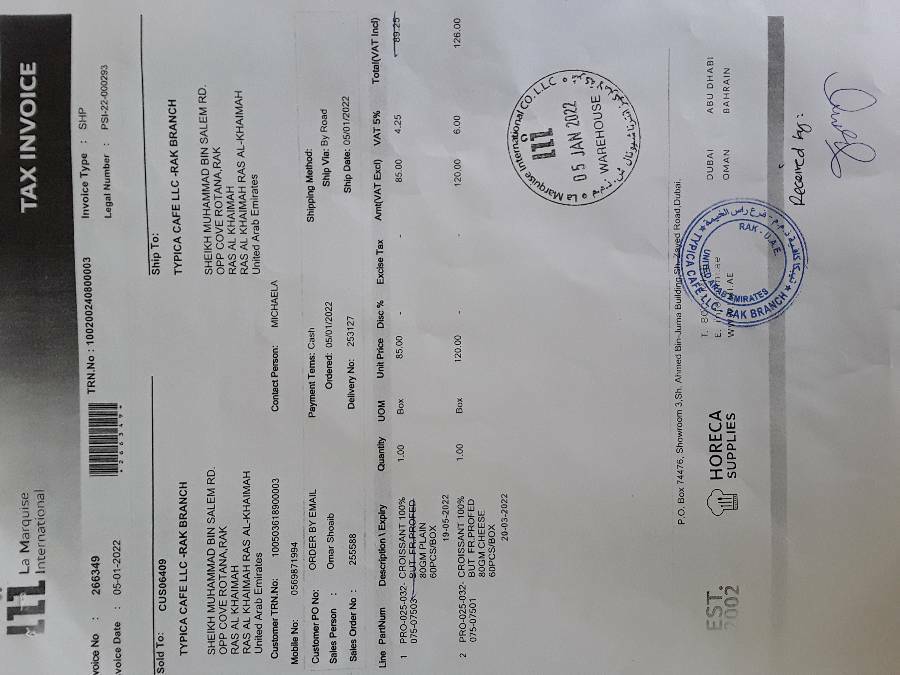 La Marquise
International
TAX INVOICE
voice No : 266349
TRN.No : 100200240800003
Invoice Type : SHP
voice Date : 05-01-2022
* 266349 *
Legal Number : PSI-22-000293
Sold To: CUS06409
TYPICA CAFE LLC -RAK BRANCH
SHEIKH MUHAMMAD BIN SALEM RD.
OPP COVE ROTANA,RAK
RAS AL KHAIMAH
RAS AL KHAIMAH RAS AL-KHAIMAH
United Arab Emirates
Customer TRN.No: 100503618900003
Mobile No: 0569871994
Contact Person: MICHAELA
Ship To:
TYPICA CAFE LLC -RAK BRANCH
SHEIKH MUHAMMAD BIN SALEM RD.
OPP COVE ROTANA,RAK
RAS AL KHAIMAH
RAS AL KHAIMAH RAS AL-KHAIMAH
United Arab Emirates
Customer PO No: ORDER BY EMAIL
Payment Tems: Cash
Shipping Method:
Sales Person : Omar Shoaib
Ordered: 05/01/2022
Ship Via: By Road
Sales Order No : 255588
Delivery No: 253127
Ship Date: 05/01/2022
Line PartNum Description \ Expiry Quantity UOM Unit Price Disc % Excise Tax Amt(VAT Excl) VAT 5% Total(VAT Incl)
1 PRO-025-032- CROISSANT 100% 1.00 Box 85.00 - - 85.00 4.25 89.25
075-07503 BUT FR.PROFED
80GM PLAIN
60PCS/BOX
19-05-2022
2 PRO-025-032- CROISSANT 100% 1.00 Box 120.00 - - 120.00 6.00 126.00
075-07501 BUT FR.PROFED
80GM CHEESE
60PCS/BOX
20-03-2022
La Marquise International CO. L.L.C
05 JAN 2022
WAREHOUSE
P.O. Box 74476, Showroom 3,Sh. Ahmed Bin-Juma Building,Sh. Zayed Road,Dubai.
EST.
2002
HORECA
SUPPLIES
DUBAI
ABU DHABI
OMAN
BAHRAIN
TYPICA CAFE LLC - RAK BRANCH
RAK - U.A.E.
UNITED ARAB EMIRATES
Received by: